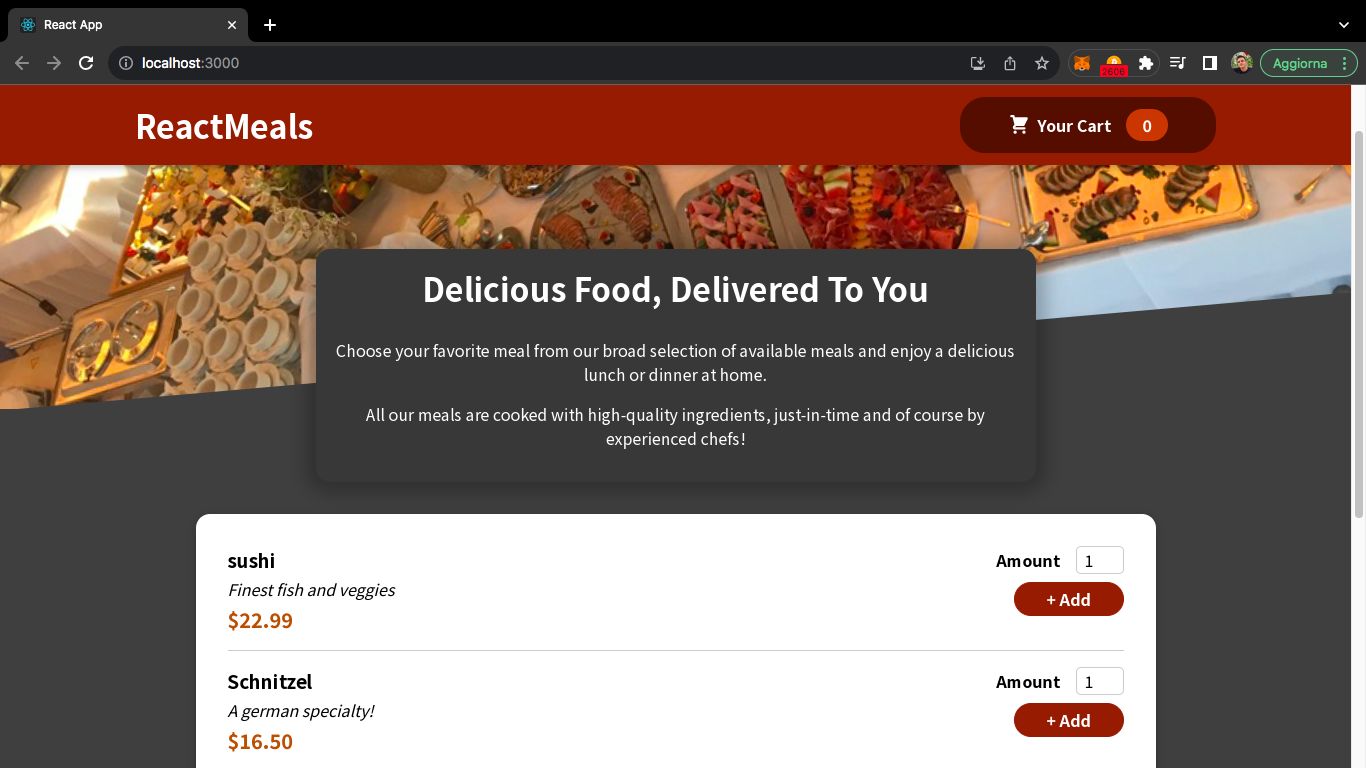 React App
localhost:3000
2606
Aggiorna
ReactMeals
Your Cart 0
Delicious Food, Delivered To You
Choose your favorite meal from our broad selection of available meals and enjoy a delicious
lunch or dinner at home.
All our meals are cooked with high-quality ingredients, just-in-time and of course by
experienced chefs!
sushi
Amount 1
Finest fish and veggies
+ Add
$22.99
Schnitzel
Amount 1
A german specialty!
+ Add
$16.50